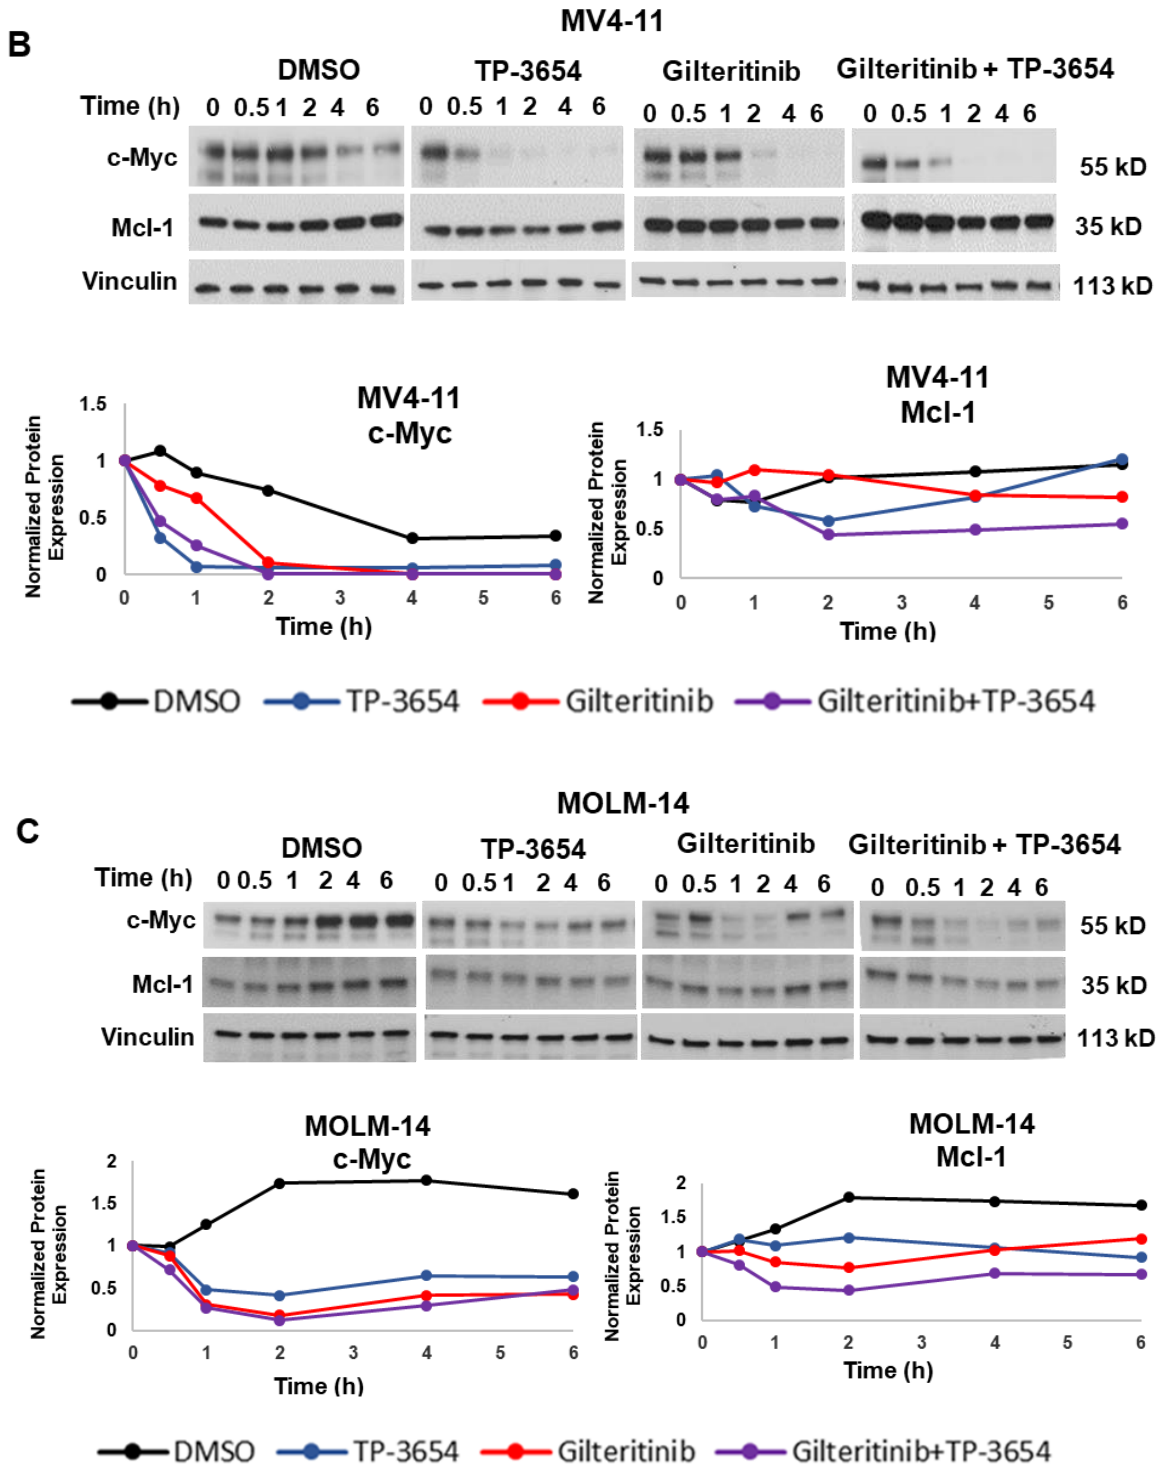 B
MV4-11
DMSO TP-3654 Gilteritinib Gilteritinib + TP-3654
Time (h) 0 0.5 1 2 4 6 0 0.5 1 2 4 6 0 0.5 1 2 4 6 0 0.5 1 2 4 6
c-Myc 55 kD
Mcl-1 35 kD
Vinculin 113 kD
MV4-11
c-Myc
Normalized Protein
Expression
1.5
1
0.5
0
0 1 2 3 4 5 6
Time (h)
MV4-11
Mcl-1
Normalized Protein
Expression
1.5
1
0.5
0
0 1 2 3 4 5 6
Time (h)
DMSO TP-3654 Gilteritinib Gilteritinib+TP-3654
C
MOLM-14
DMSO TP-3654 Gilteritinib Gilteritinib + TP-3654
Time (h) 0 0.5 1 2 4 6 0 0.5 1 2 4 6 0 0.5 1 2 4 6 0 0.5 1 2 4 6
c-Myc 55 kD
Mcl-1 35 kD
Vinculin 113 kD
MOLM-14
c-Myc
Normalized Protein
Expression
2
1.5
1
0.5
0
0 1 2 3 4 5 6
Time (h)
MOLM-14
Mcl-1
Normalized Protein
Expression
2
1.5
1
0.5
0
0 1 2 3 4 5 6
Time (h)
DMSO TP-3654 Gilteritinib Gilteritinib+TP-3654